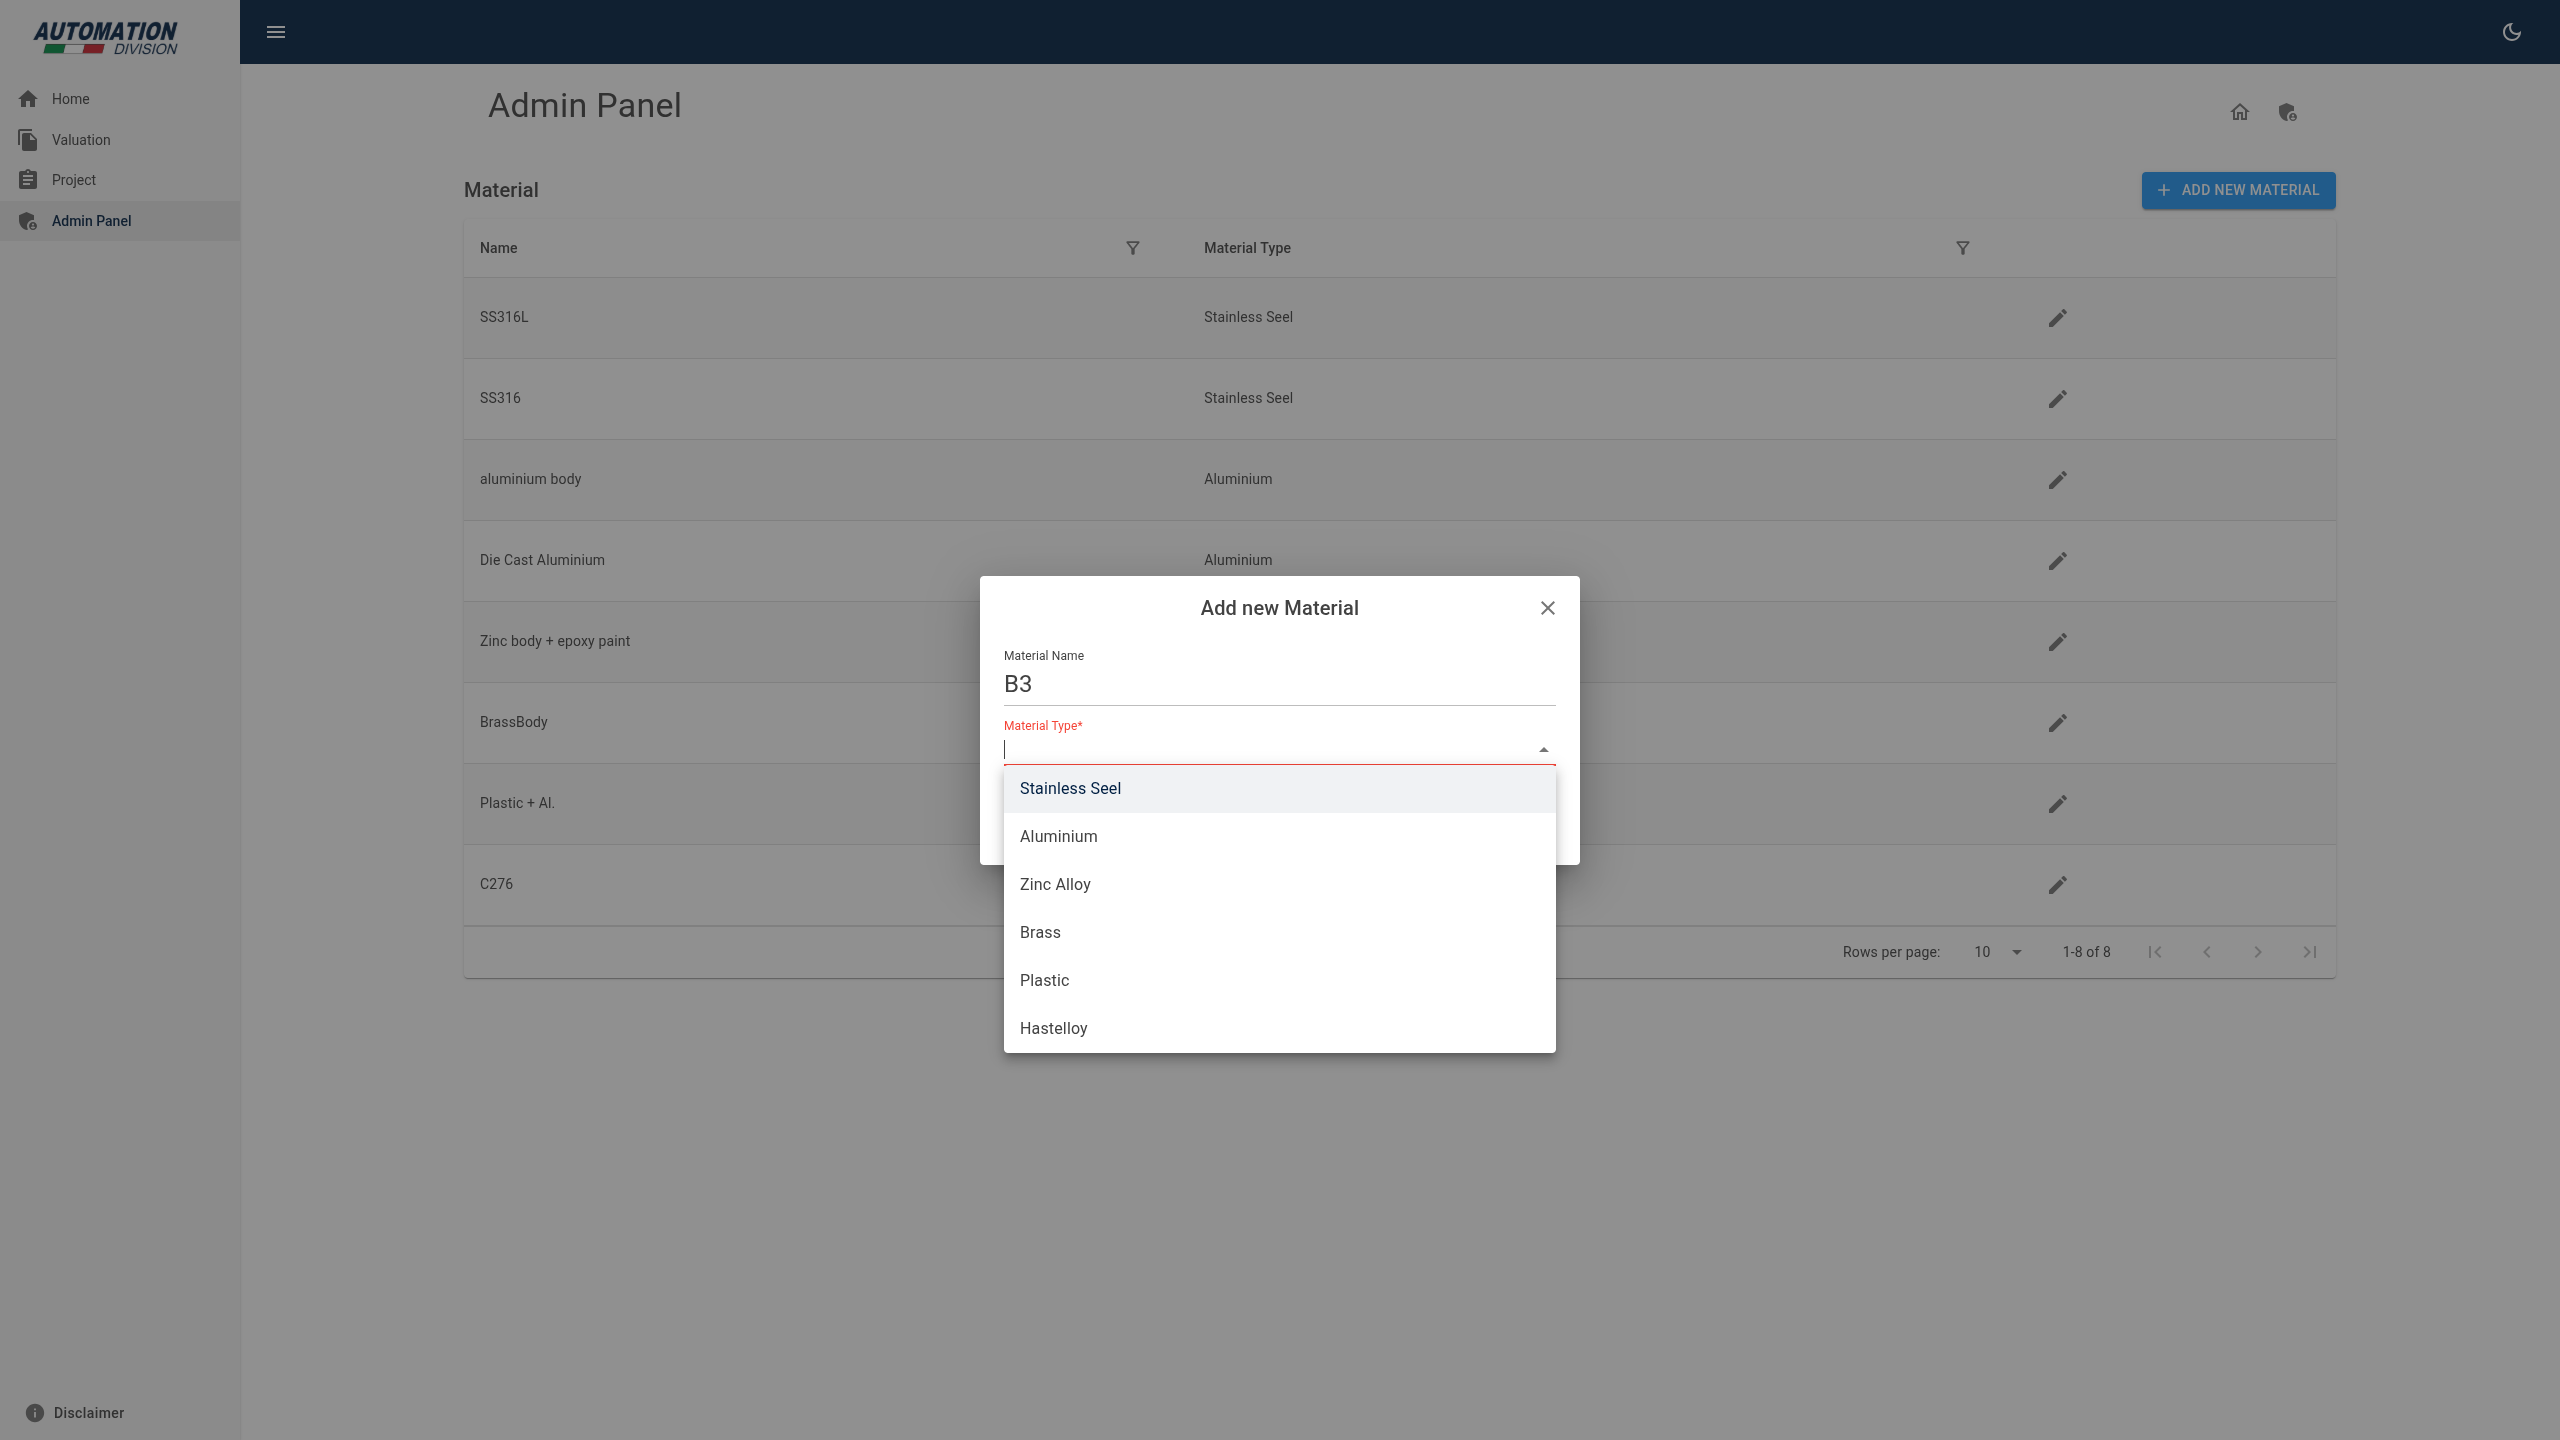 AUTOMATION
DIVISION
Home
Valuation
Project
Admin Panel
Disclaimer
Admin Panel
Material
ADD NEW MATERIAL
Name Material Type
SS316L Stainless Seel
SS316 Stainless Seel
aluminium body Aluminium
Die Cast Aluminium Aluminium
Zinc body + epoxy paint
BrassBody
Plastic + Al.
C276
Rows per page: 10 1-8 of 8
Add new Material
Material Name
B3
Material Type*
Stainless Seel
Aluminium
Zinc Alloy
Brass
Plastic
Hastelloy